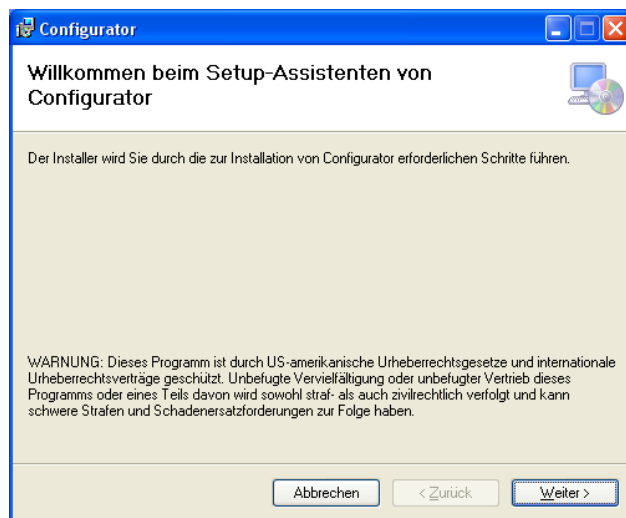 Configurator
Willkommen beim Setup-Assistenten von
Configurator
Der Installer wird Sie durch die zur Installation von Configurator erforderlichen Schritte führen.
WARNUNG: Dieses Programm ist durch US-amerikanische Urheberrechtsgesetze und internationale
Urheberrechtsverträge geschützt. Unbefugte Vervielfältigung oder unbefugter Vertrieb dieses
Programms oder eines Teils davon wird sowohl straf- als auch zivilrechtlich verfolgt und kann
schwere Strafen und Schadenersatzforderungen zur Folge haben.
Abbrechen < Zurück Weiter >